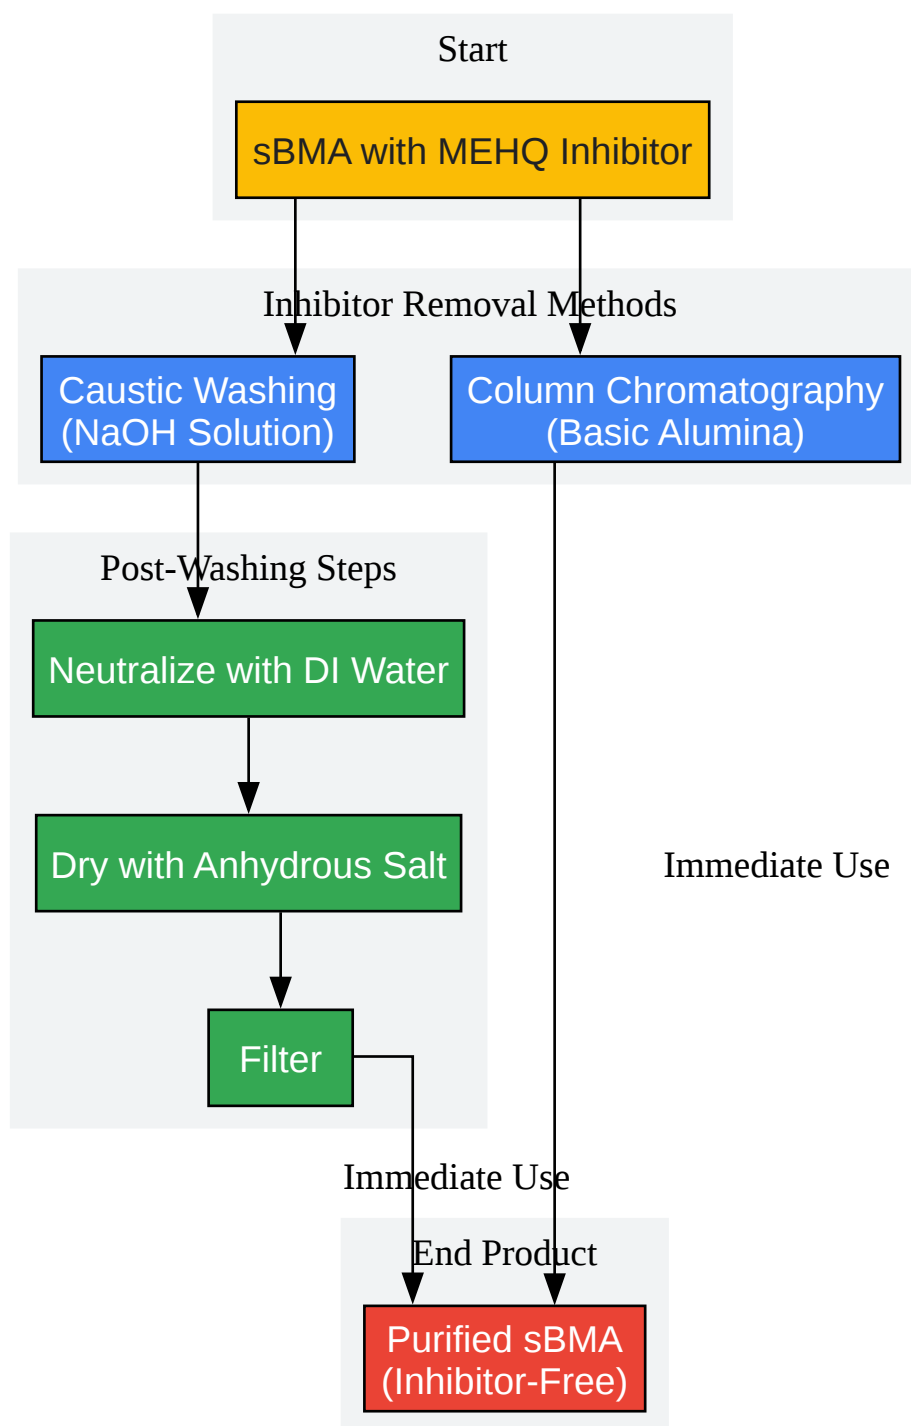 Start
sBMA with MEHQ Inhibitor
Inhibitor Removal Methods
Caustic Washing
(NaOH Solution)
Column Chromatography
(Basic Alumina)
Post-Washing Steps
Neutralize with DI Water
Dry with Anhydrous Salt
Immediate Use
Filter
Immediate Use
End Product
Purified sBMA
(Inhibitor-Free)